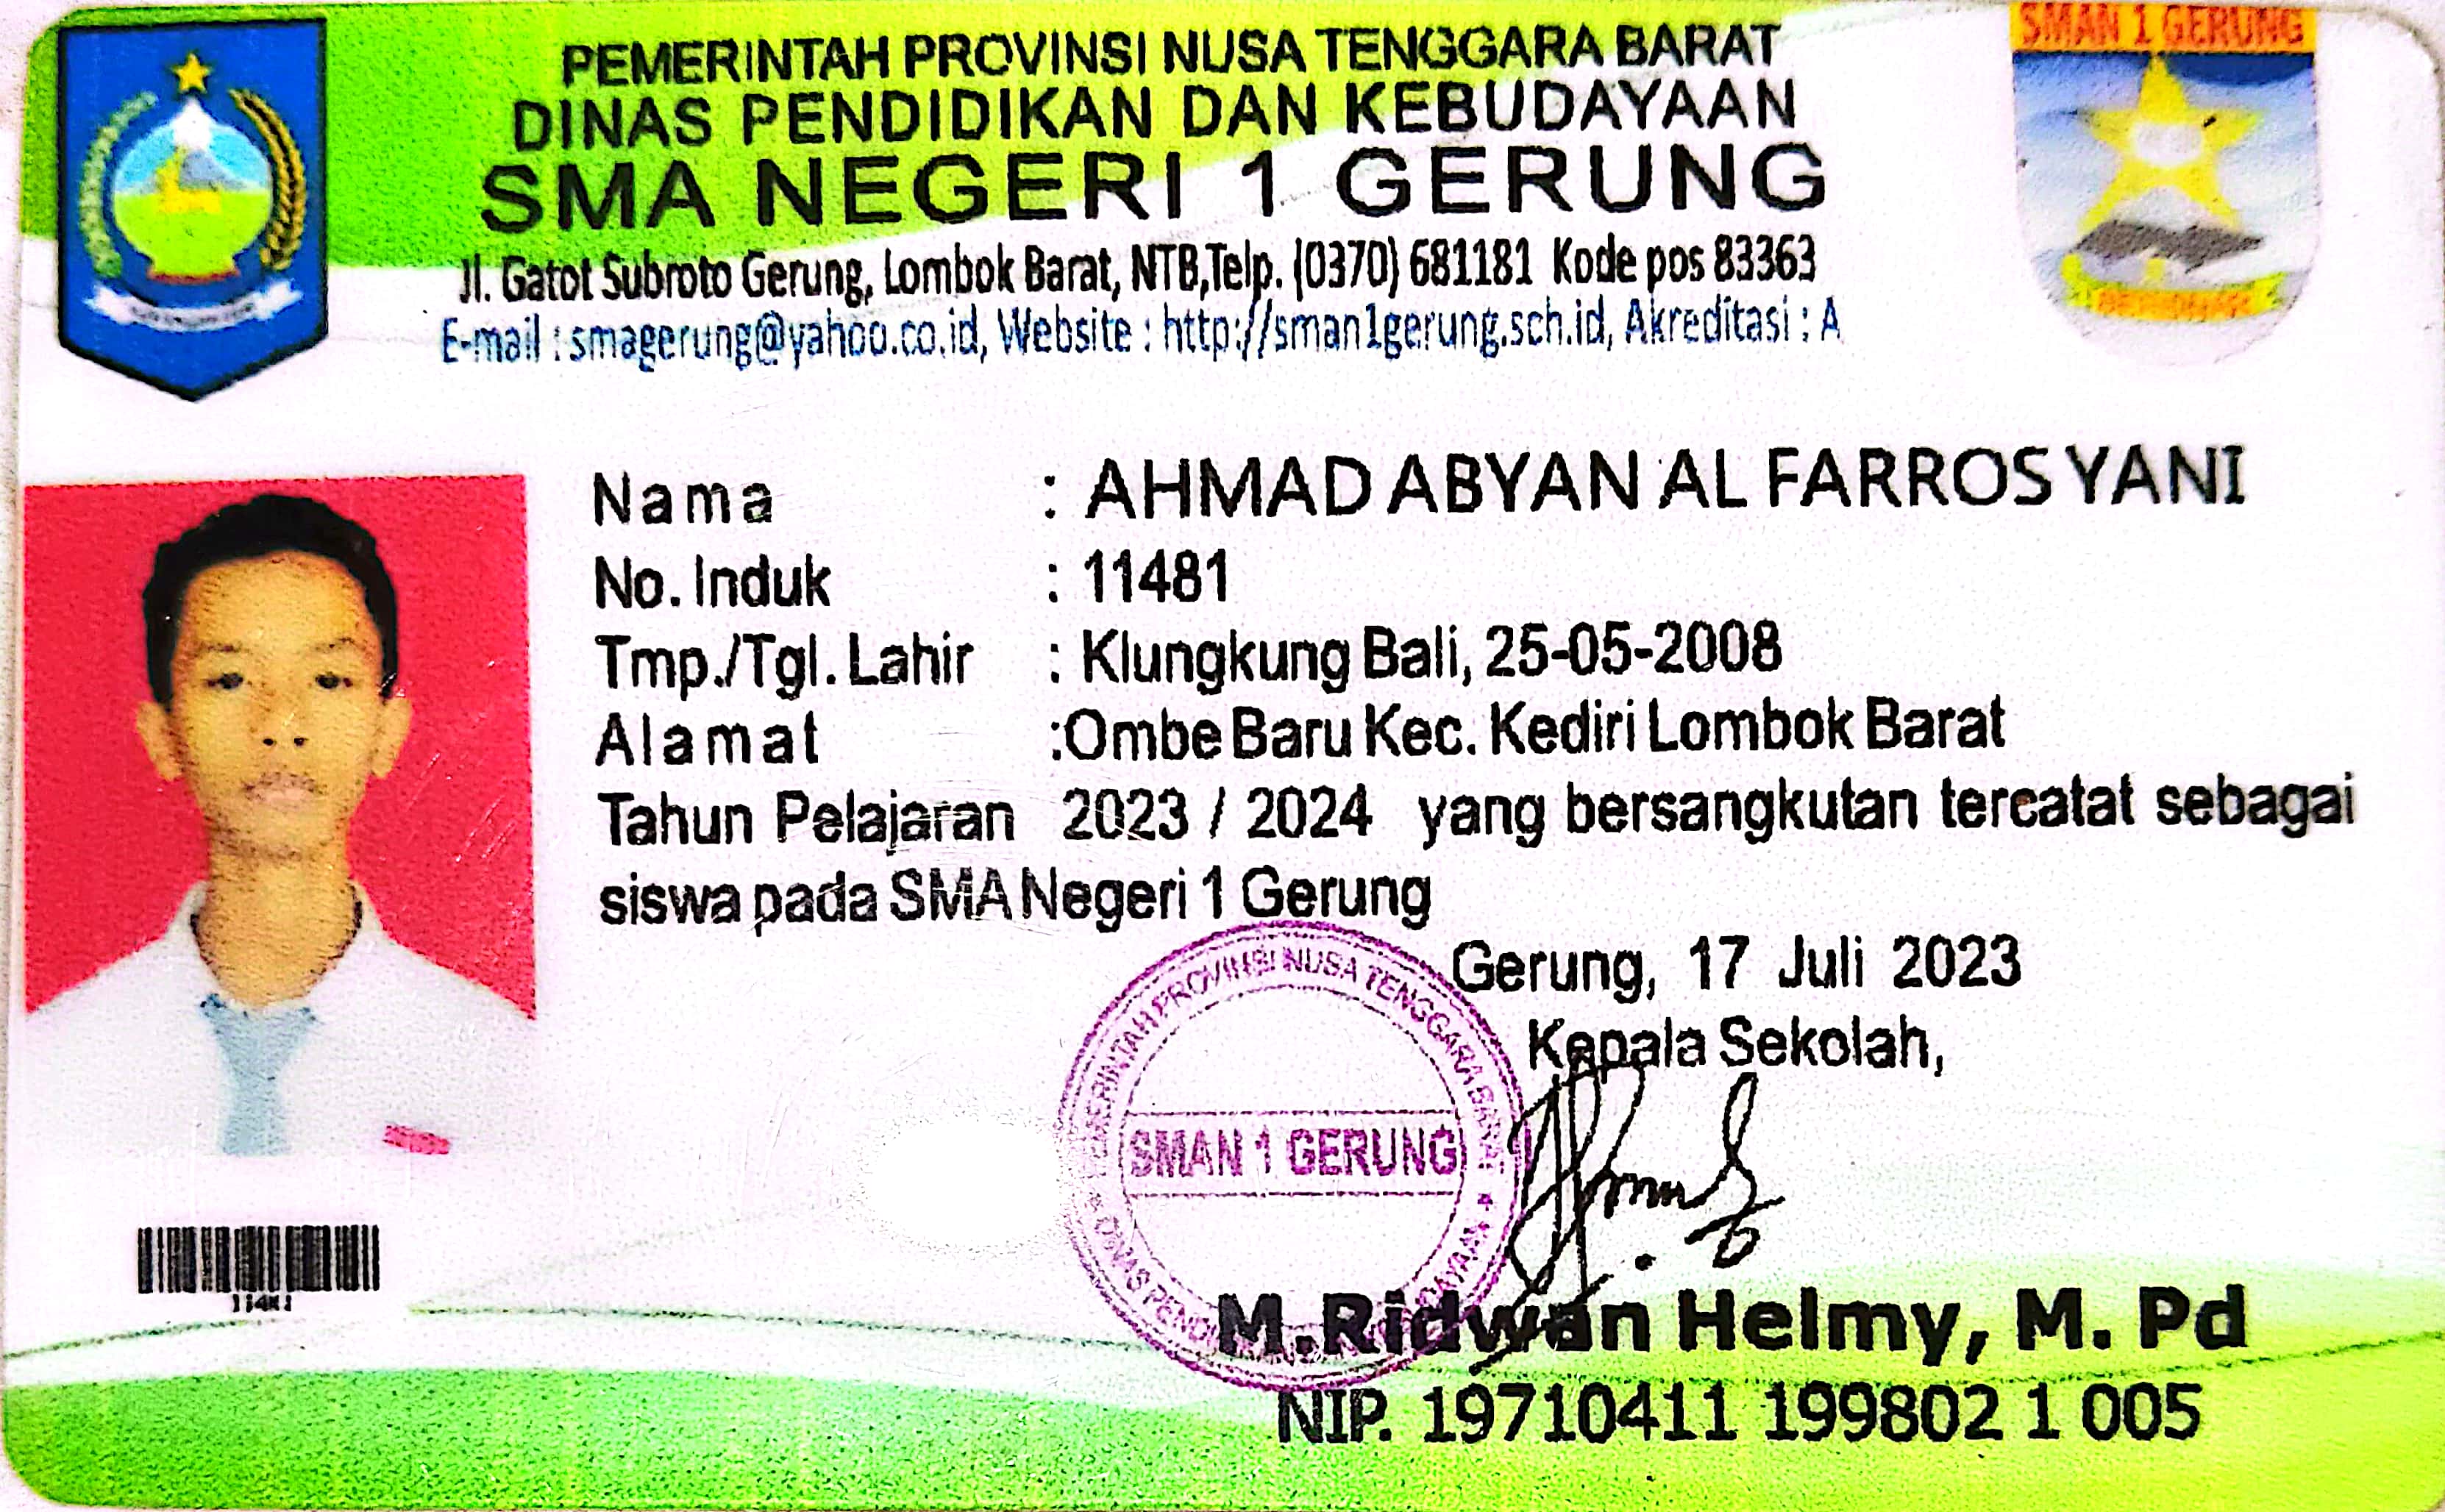 PEMERINTAH PROVINSI NUSA TENGGARA BARAT
DINAS PENDIDIKAN DAN KEBUDAYAAN
SMA NEGERI 1 GERUNG
Jl. Gatot Subroto Gerung, Lombok Barat, NTB,Telp. (0370) 681181 Kode pos 83363
E-mail : smagerung@yahoo.co.id, Website : http://sman1gerung.sch.id, Akreditasi : A
SMAN 1 GERUNG
Nama : AHMAD ABYAN AL FARROS YANI
No. Induk : 11481
Tmp./Tgl. Lahir : Klungkung Bali, 25-05-2008
Alamat :Ombe Baru Kec. Kediri Lombok Barat
Tahun Pelajaran 2023 / 2024 yang bersangkutan tercatat sebagai
siswa pada SMA Negeri 1 Gerung
Gerung, 17 Juli 2023
Kepala Sekolah,
PEMERINTAH PROVINSI NUSA TENGGARA BARAT
SMAN 1 GERUNG
DINAS
M.Ridwan Helmy, M. Pd
NIP. 19710411 199802 1 005
11481